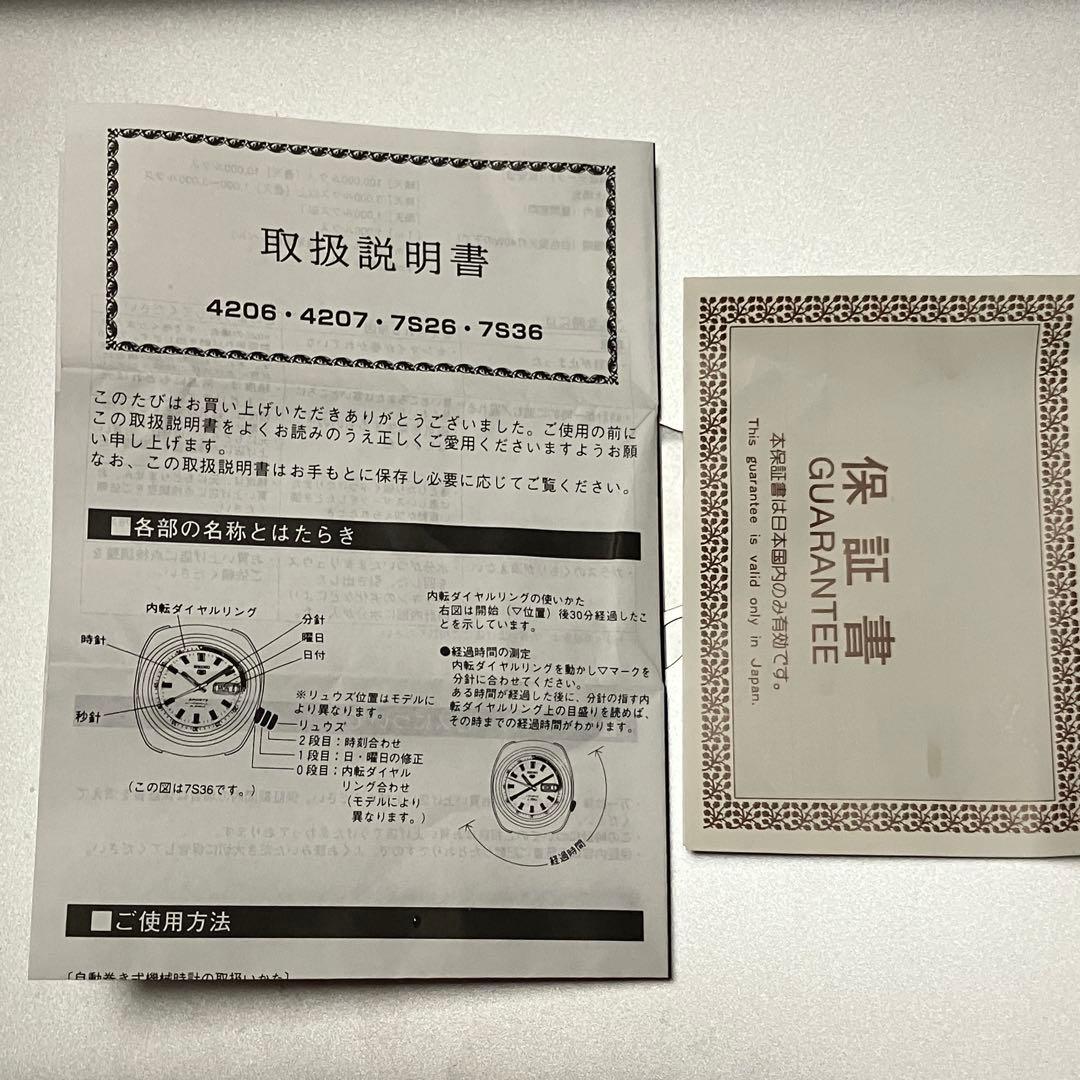 取扱説明書
4206・4207・7S26・7S36
このたびはお買い上げいただきありがとうございました。ご使用の前に
この取扱説明書をよくお読みのうえ正しくご愛用くださいますようお願
い申し上げます。
なお、この取扱説明書はお手もとに保存し必要に応じてご覧ください。
■各部の名称とはたらき
内転ダイヤルリング
分針
曜日
日付
時針
秒針
SEIKO
5
SPORTS
※リュウズ位置はモデルに
より異なります。
リュウズ
2段目：時刻合わせ
1段目：日・曜日の修正
0段目：内転ダイヤル
リング合わせ
（モデルにより
異なります。）
（この図は7S36です。）
内転ダイヤルリングの使いかた
右図は開始（▽位置）後30分経過したこ
とを示しています。
●経過時間の測定
内転ダイヤルリングを動かし▽マークを
分針に合わせてください。
ある時間が経過した後に、分針の指す内
転ダイヤルリング上の目盛りを読めば、
その時までの経過時間がわかります。
経過時間
■ご使用方法
〔自動巻き式機械時計の取扱いかた〕
保証書
GUARANTEE
本保証書は日本国内のみ有効です。
This guarantee is valid only in Japan.